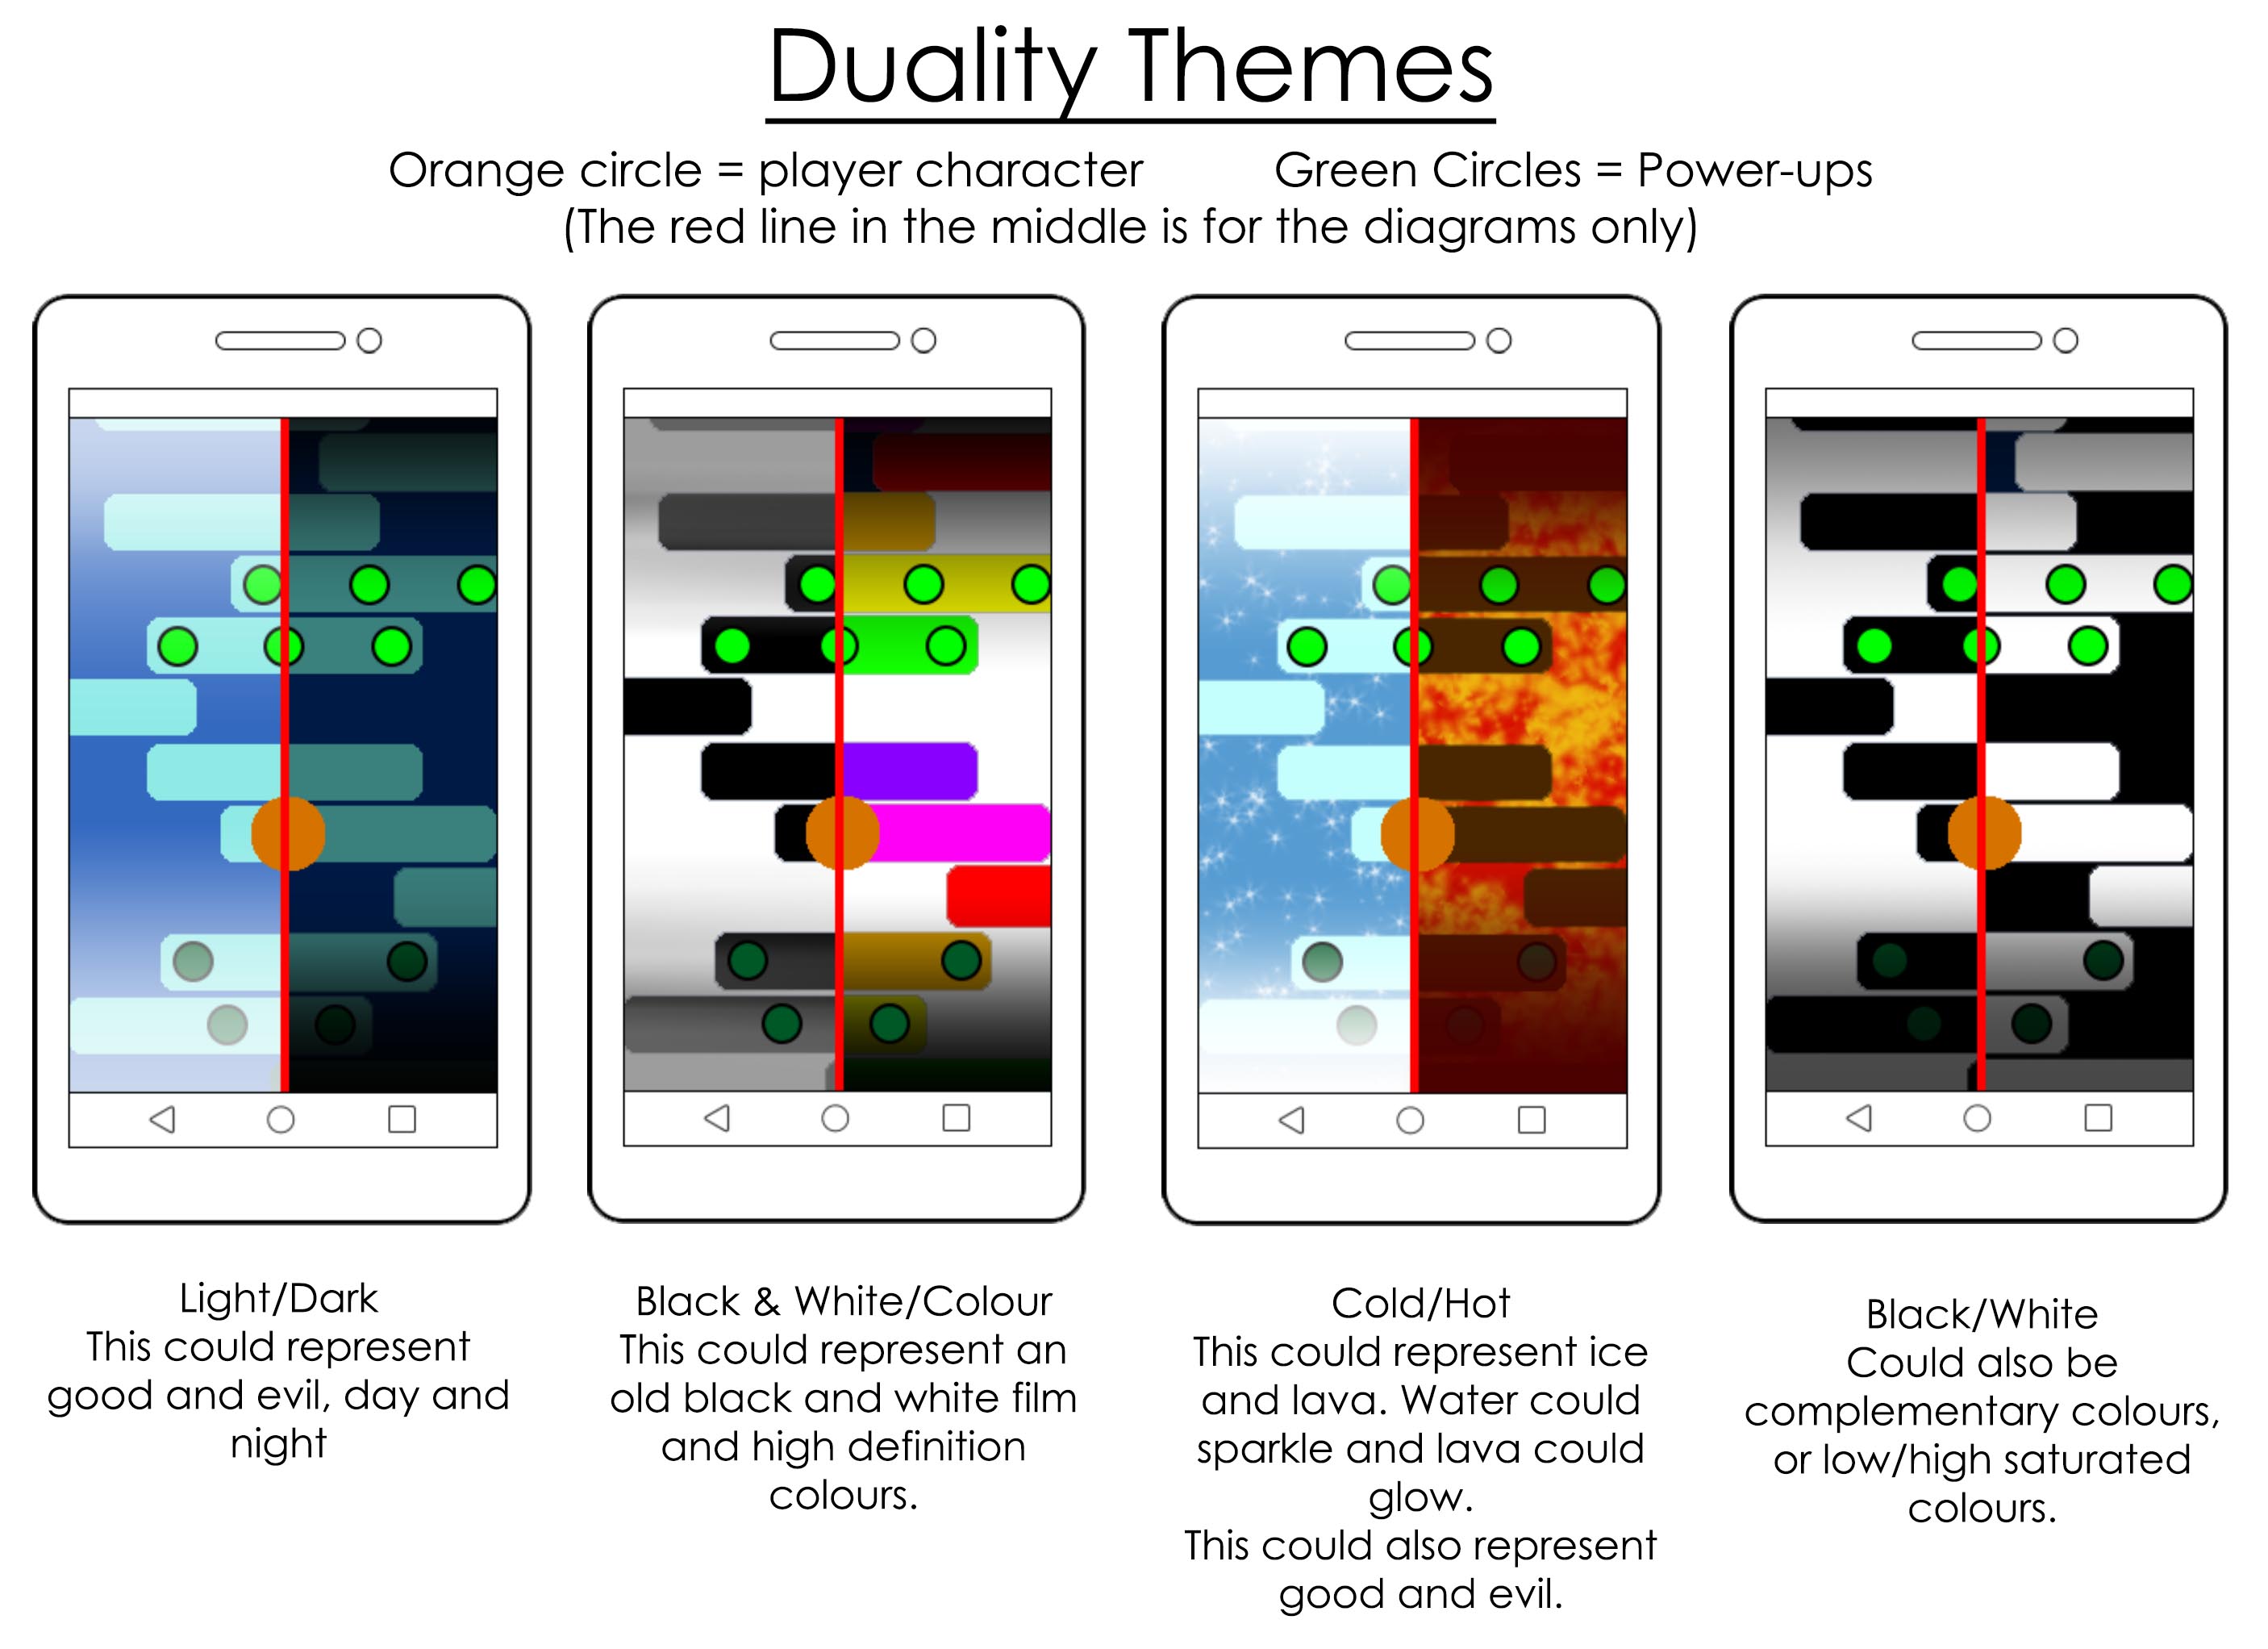 Duality Themes
Orange circle = player character Green Circles = Power-ups
(The red line in the middle is for the diagrams only)
Light/Dark
This could represent
good and evil, day and
night
Black & White/Colour
This could represent an
old black and white film
and high definition
colours.
Cold/Hot
This could represent ice
and lava. Water could
sparkle and lava could
glow.
This could also represent
good and evil.
Black/White
Could also be
complementary colours,
or low/high saturated
colours.